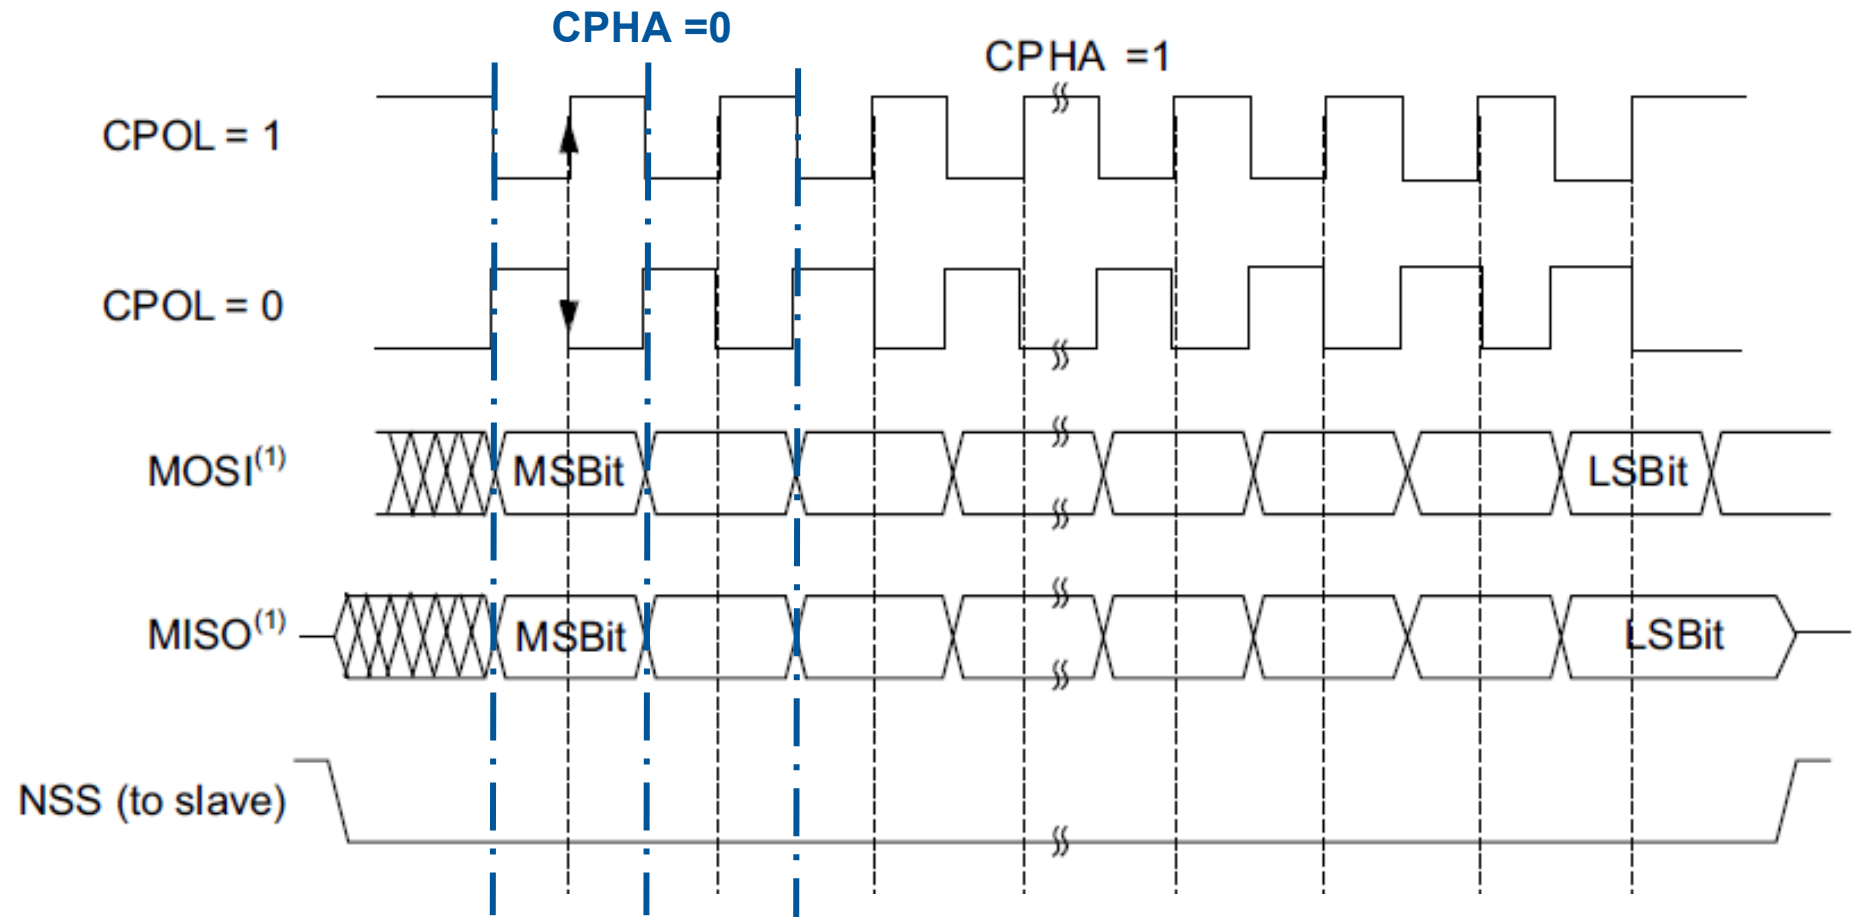 CPHA =0
CPHA =1
CPOL = 1
CPOL = 0
MOSI(1)
MSBit
LSBit
MISO(1)
MSBit
LSBit
NSS (to slave)